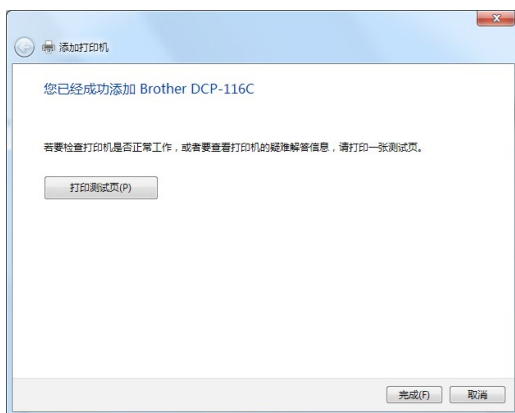 添加打印机
您已经成功添加 Brother DCP-116C
若要检查打印机是否正常工作，或者要查看打印机的疑难解答信息，请打印一张测试页。
打印测试页(P)
完成(F)
取消